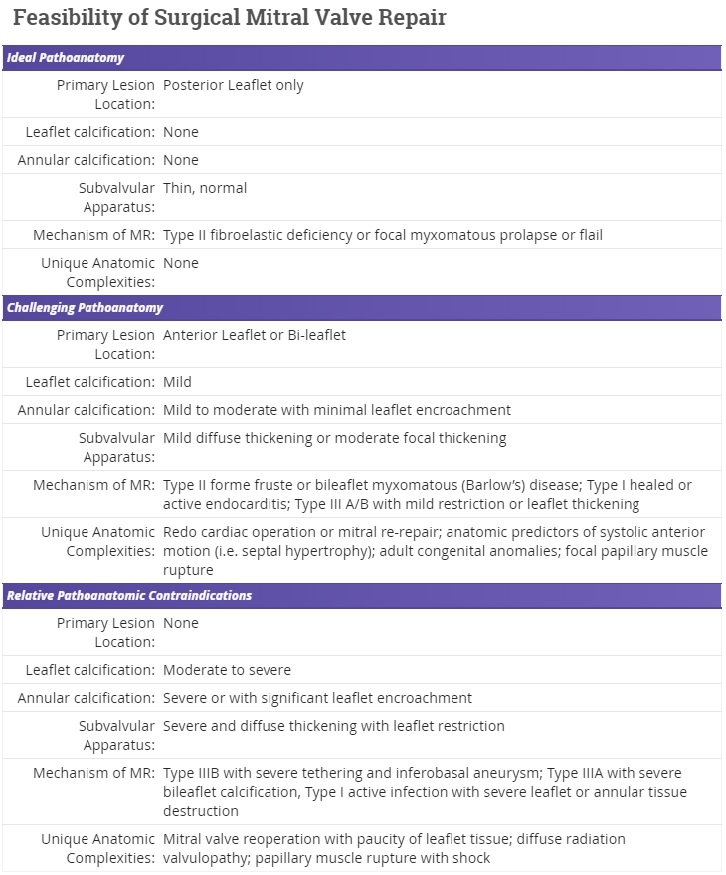 Feasibility of Surgical Mitral Valve Repair
Ideal Pathoanatomy
Primary Lesion Location: Posterior Leaflet only
Leaflet calcification: None
Annular calcification: None
Subvalvular Apparatus: Thin, normal
Mechanism of MR: Type II fibroelastic deficiency or focal myxomatous prolapse or flail
Unique Anatomic Complexities: None
Challenging Pathoanatomy
Primary Lesion Location: Anterior Leaflet or Bi-leaflet
Leaflet calcification: Mild
Annular calcification: Mild to moderate with minimal leaflet encroachment
Subvalvular Apparatus: Mild diffuse thickening or moderate focal thickening
Mechanism of MR: Type II forme fruste or bileaflet myxomatous (Barlow's) disease; Type I healed or
active endocarditis; Type III A/B with mild restriction or leaflet thickening
Unique Anatomic Complexities: Redo cardiac operation or mitral re-repair; anatomic predictors of systolic anterior
motion (i.e. septal hypertrophy); adult congenital anomalies; focal papillary muscle
rupture
Relative Pathoanatomic Contraindications
Primary Lesion Location: None
Leaflet calcification: Moderate to severe
Annular calcification: Severe or with significant leaflet encroachment
Subvalvular Apparatus: Severe and diffuse thickening with leaflet restriction
Mechanism of MR: Type IIIB with severe tethering and inferobasal aneurysm; Type IIIA with severe
bileaflet calcification, Type I active infection with severe leaflet or annular tissue
destruction
Unique Anatomic Complexities: Mitral valve reoperation with paucity of leaflet tissue; diffuse radiation
valvulopathy; papillary muscle rupture with shock